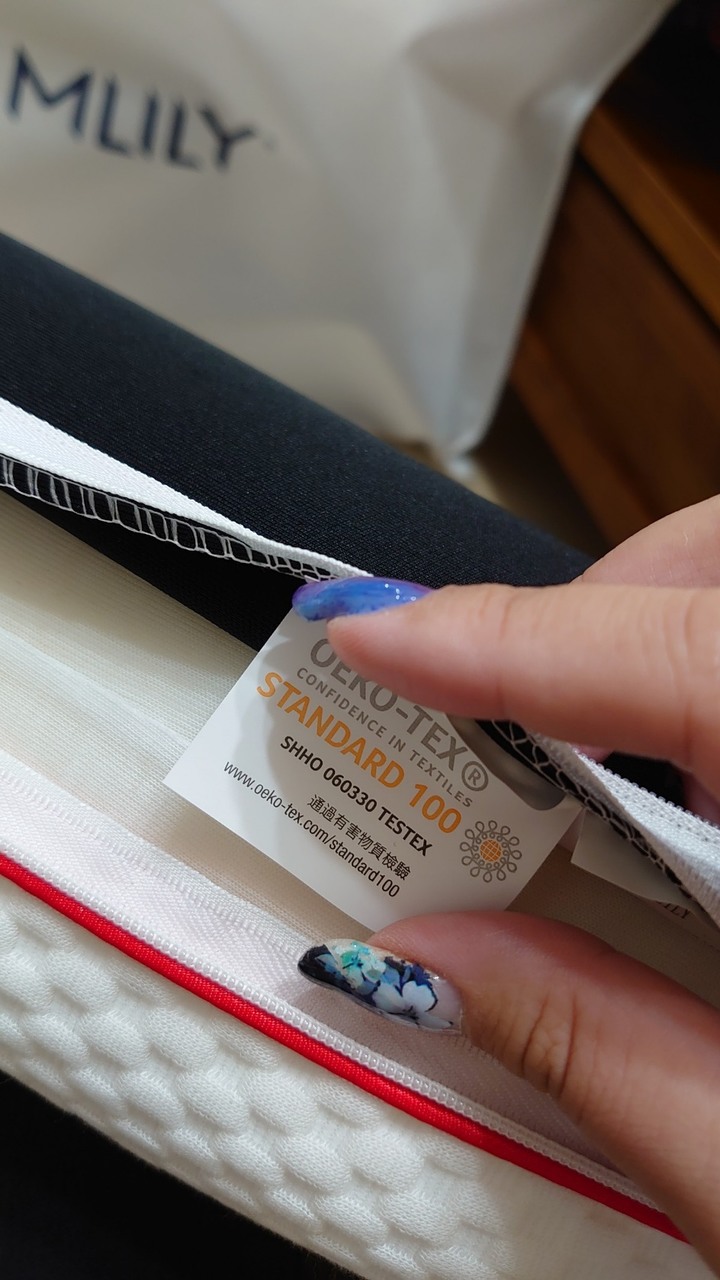 MLILY
OEKO-TEX®
CONFIDENCE IN TEXTILES
STANDARD 100
SHHO 060330 TESTEX
通過有害物質檢驗
www.oeko-tex.com/standard100